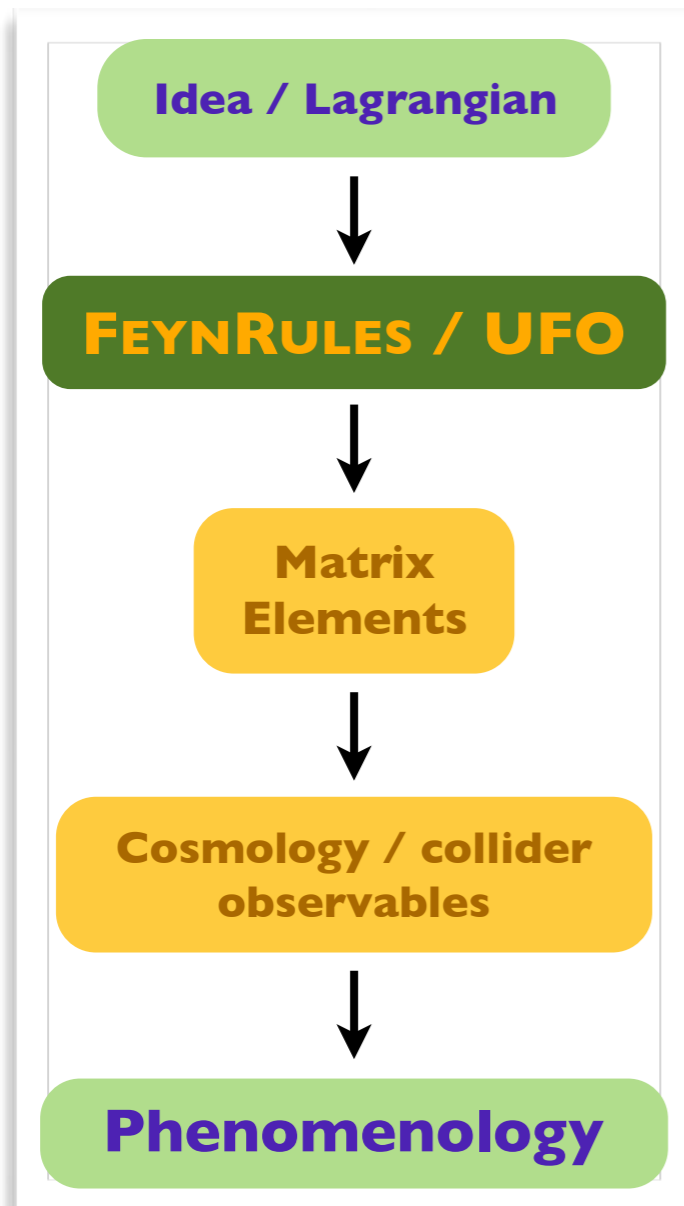 Idea / Lagrangian
FEYNRULES / UFO
Matrix
Elements
Cosmology / collider
observables
Phenomenology